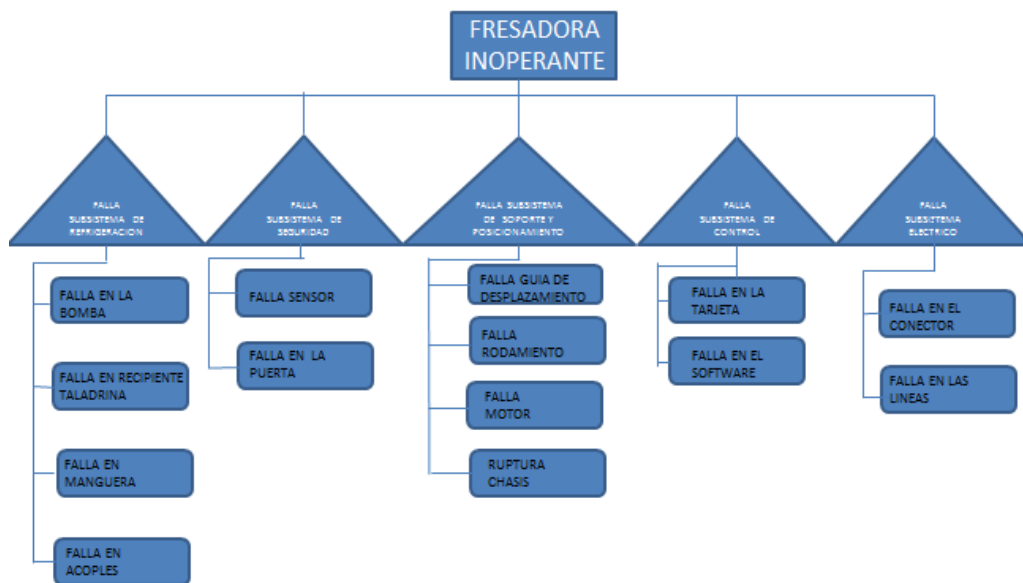 FRESADORA
INOPERANTE
FALLA
SUBSISTEMA DE
REFRIGERACION
FALLA
SUBSISTEMA DE
SEGURIDAD
FALLA SUBSISTEMA
DE SOPORTE Y
POSICIONAMIENTO
FALLA
SUBSISTEMA DE
CONTROL
FALLA
SUBSISTEMA
ELECTRICO
FALLA EN LA
BOMBA
FALLA EN RECIPIENTE
TALADRINA
FALLA EN
MANGUERA
FALLA EN
ACOPLES
FALLA SENSOR
FALLA EN LA
PUERTA
FALLA GUIA DE
DESPLAZAMIENTO
FALLA
RODAMIENTO
FALLA
MOTOR
RUPTURA
CHASIS
FALLA EN LA
TARJETA
FALLA EN EL
SOFTWARE
FALLA EN EL
CONECTOR
FALLA EN LAS
LINEAS